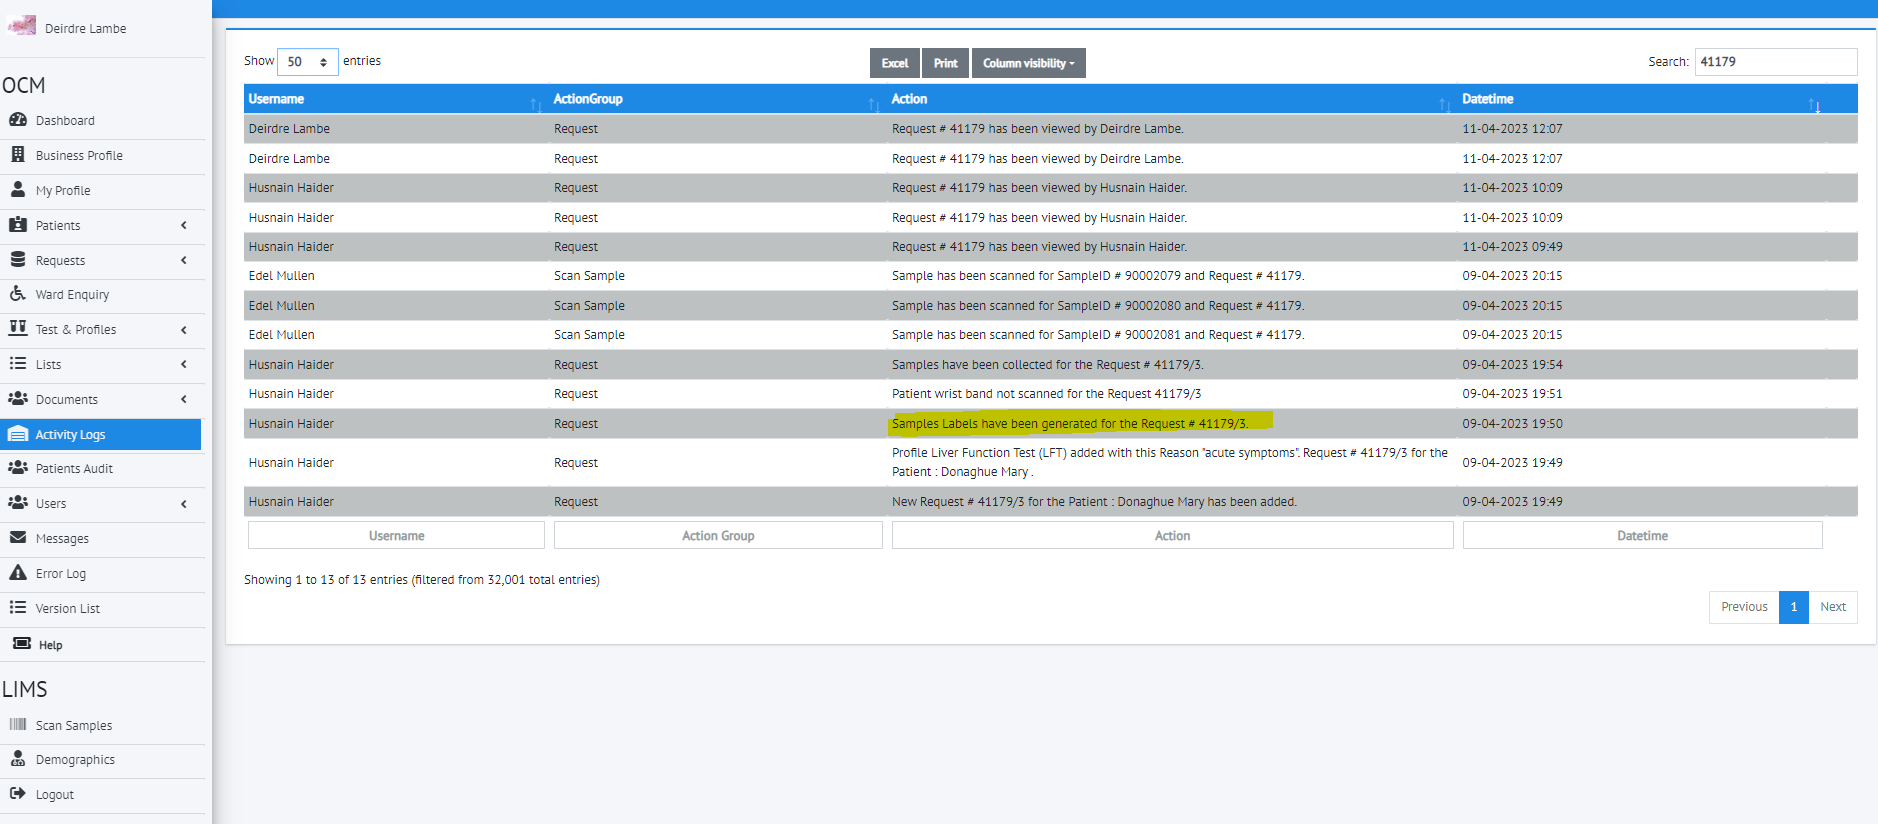 Deirdre Lambe
OCM
Dashboard
Business Profile
My Profile
Patients
Requests
Ward Enquiry
Test & Profiles
Lists
Documents
Activity Logs
Patients Audit
Users
Messages
Error Log
Version List
Help
LIMS
Scan Samples
Demographics
Logout
Show 50 entries
Excel Print Column visibility
Search: 41179
Username ActionGroup Action Datetime
Deirdre Lambe Request Request # 41179 has been viewed by Deirdre Lambe. 11-04-2023 12:07
Deirdre Lambe Request Request # 41179 has been viewed by Deirdre Lambe. 11-04-2023 12:07
Husnain Haider Request Request # 41179 has been viewed by Husnain Haider. 11-04-2023 10:09
Husnain Haider Request Request # 41179 has been viewed by Husnain Haider. 11-04-2023 10:09
Husnain Haider Request Request # 41179 has been viewed by Husnain Haider. 11-04-2023 09:49
Edel Mullen Scan Sample Sample has been scanned for SampleID # 90002079 and Request # 41179. 09-04-2023 20:15
Edel Mullen Scan Sample Sample has been scanned for SampleID # 90002080 and Request # 41179. 09-04-2023 20:15
Edel Mullen Scan Sample Sample has been scanned for SampleID # 90002081 and Request # 41179. 09-04-2023 20:15
Husnain Haider Request Samples have been collected for the Request # 41179/3. 09-04-2023 19:54
Husnain Haider Request Patient wrist band not scanned for the Request 41179/3 09-04-2023 19:51
Husnain Haider Request Samples Labels have been generated for the Request # 41179/3. 09-04-2023 19:50
Husnain Haider Request Profile Liver Function Test (LFT) added with this Reason "acute symptoms". Request # 41179/3 for the 09-04-2023 19:49
Patient : Donaghue Mary .
Husnain Haider Request New Request # 41179/3 for the Patient : Donaghue Mary has been added. 09-04-2023 19:49
Username Action Group Action Datetime
Showing 1 to 13 of 13 entries (filtered from 32,001 total entries)
Previous 1 Next